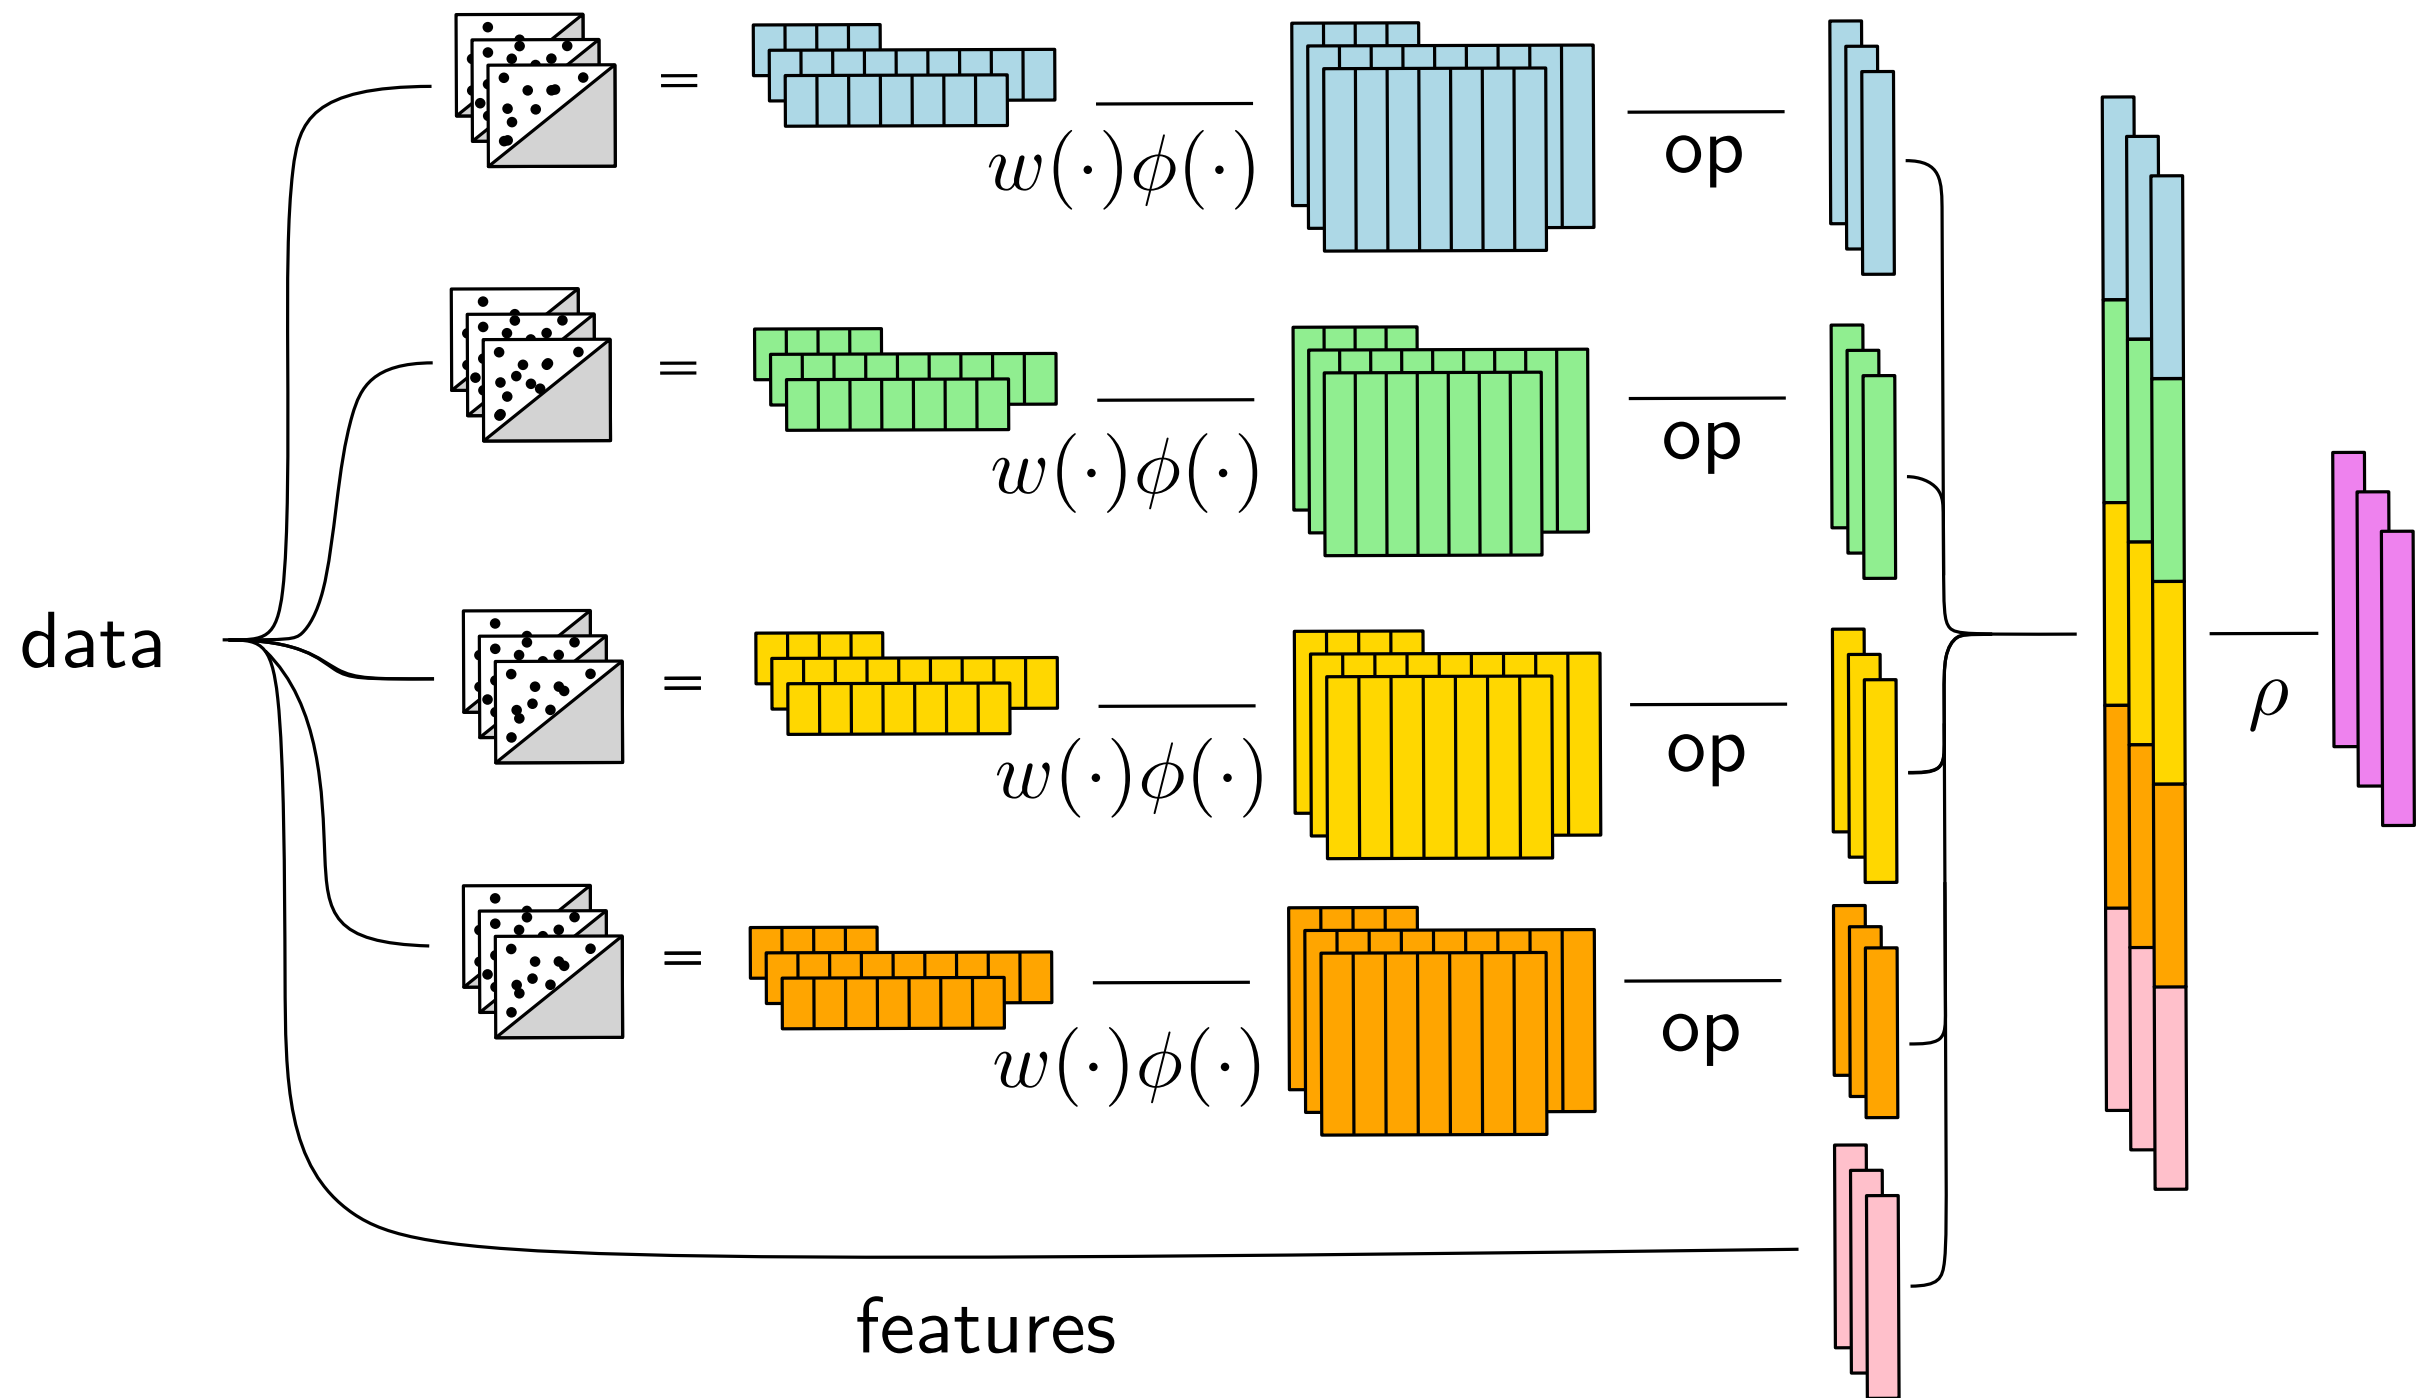 =
w(·)ϕ(·)
op
=
w(·)ϕ(·)
op
data
=
w(·)ϕ(·)
op
ρ
=
w(·)ϕ(·)
op
features